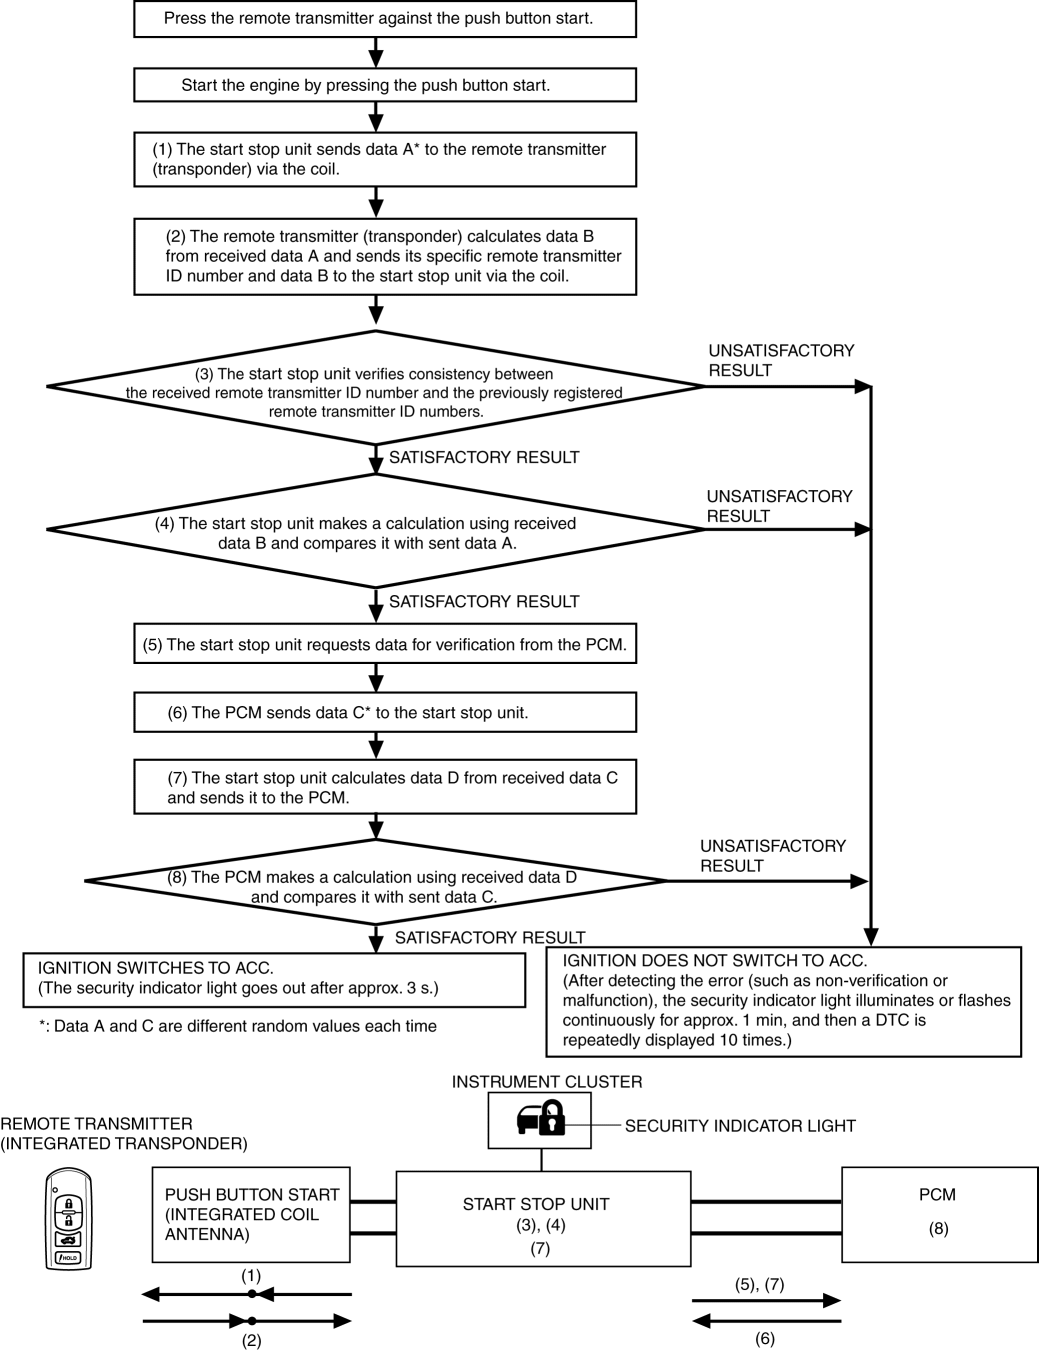 Press the remote transmitter against the push button start.
Start the engine by pressing the push button start.
(1) The start stop unit sends data A* to the remote transmitter
(transponder) via the coil.
(2) The remote transmitter (transponder) calculates data B
from received data A and sends its specific remote transmitter
ID number and data B to the start stop unit via the coil.
UNSATISFACTORY
RESULT
(3) The start stop unit verifies consistency between
the received remote transmitter ID number and the previously registered
remote transmitter ID numbers.
SATISFACTORY RESULT
UNSATISFACTORY
RESULT
(4) The start stop unit makes a calculation using received
data B and compares it with sent data A.
SATISFACTORY RESULT
(5) The start stop unit requests data for verification from the PCM.
(6) The PCM sends data C* to the start stop unit.
(7) The start stop unit calculates data D from received data C
and sends it to the PCM.
UNSATISFACTORY
RESULT
(8) The PCM makes a calculation using received data D
and compares it with sent data C.
SATISFACTORY RESULT
IGNITION SWITCHES TO ACC.
(The security indicator light goes out after approx. 3 s.)
IGNITION DOES NOT SWITCH TO ACC.
(After detecting the error (such as non-verification or
malfunction), the security indicator light illuminates or flashes
continuously for approx. 1 min, and then a DTC is
repeatedly displayed 10 times.)
*: Data A and C are different random values each time
INSTRUMENT CLUSTER
SECURITY INDICATOR LIGHT
REMOTE TRANSMITTER
(INTEGRATED TRANSPONDER)
HOLD
PUSH BUTTON START
(INTEGRATED COIL
ANTENNA)
START STOP UNIT
(3), (4)
(7)
PCM
(8)
(1)
(2)
(5), (7)
(6)